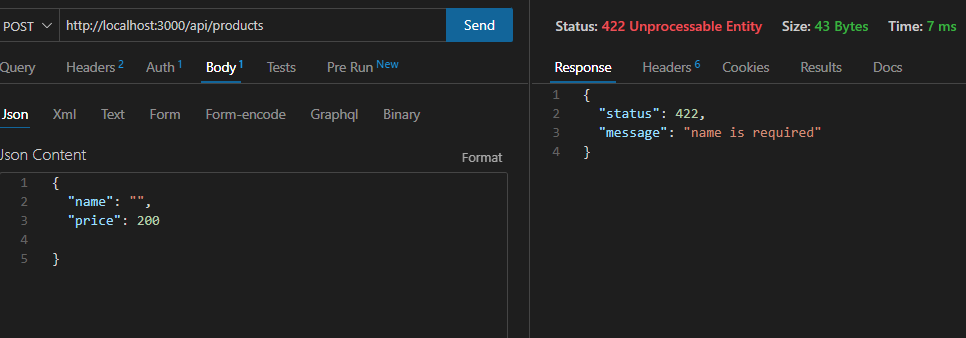 POST http://localhost:3000/api/products Send
Query Headers 2 Auth 1 Body 1 Tests Pre Run New
Json Xml Text Form Form-encode Graphql Binary
Json Content Format
1 {
2 "name": "",
3 "price": 200
4
5 }
Status: 422 Unprocessable Entity Size: 43 Bytes Time: 7 ms
Response Headers 6 Cookies Results Docs
1 {
2 "status": 422,
3 "message": "name is required"
4 }